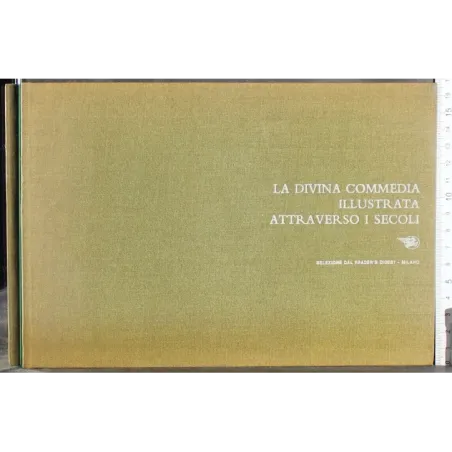 LA DIVINA COMMEDIA
ILLUSTRATA
ATTRAVERSO I SECOLI
SELEZIONE DAL READER'S DIGEST - MILANO